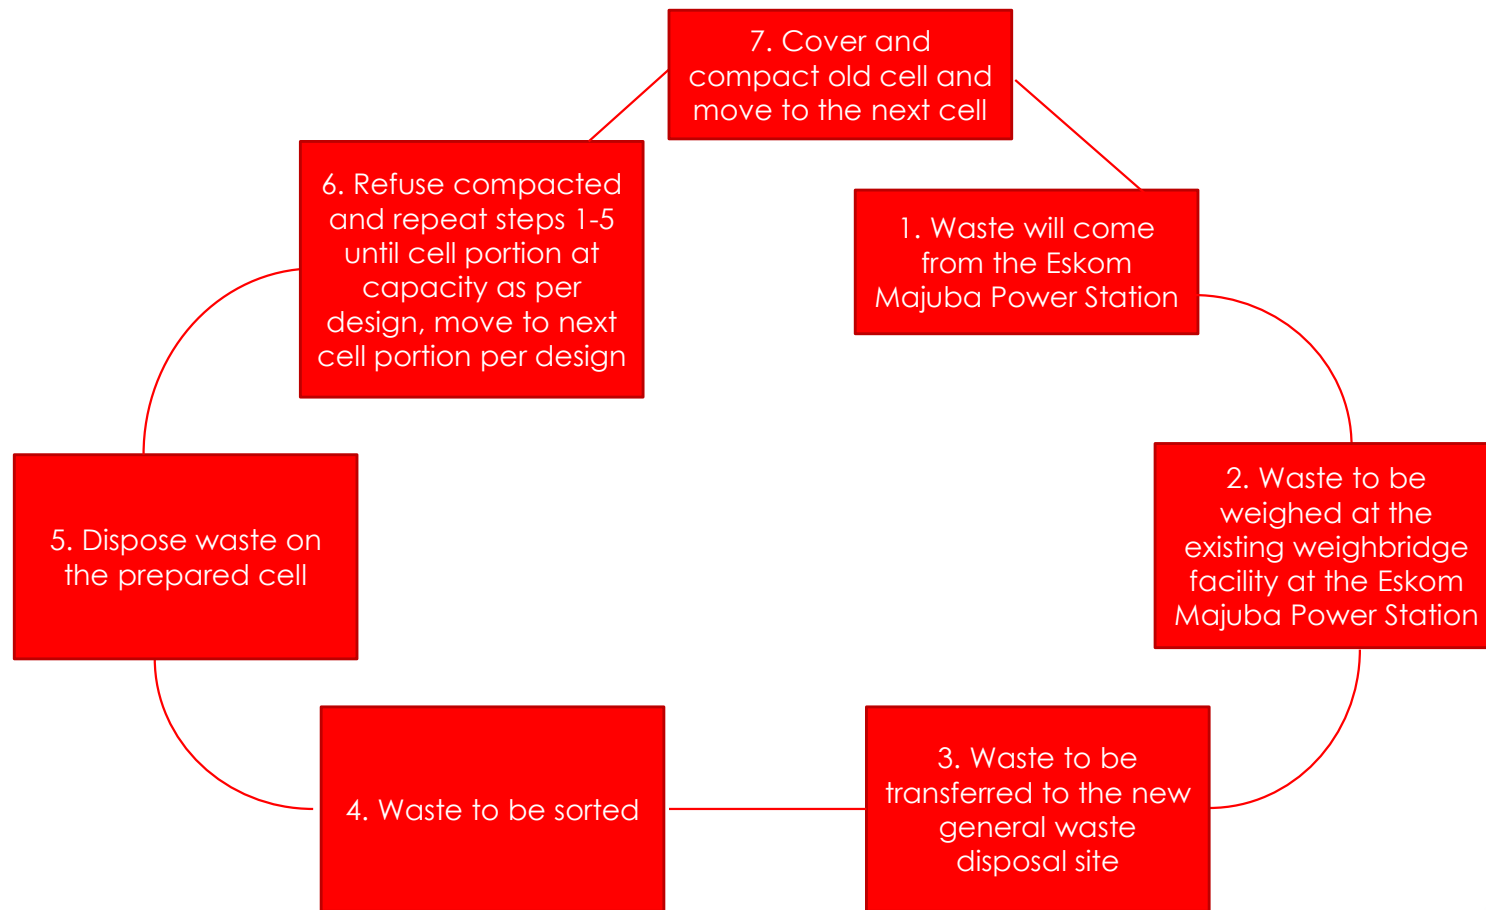 7. Cover and
compact old cell and
move to the next cell
1. Waste will come
from the Eskom
Majuba Power Station
2. Waste to be
weighed at the
existing weighbridge
facility at the Eskom
Majuba Power Station
3. Waste to be
transferred to the new
general waste
disposal site
4. Waste to be sorted
5. Dispose waste on
the prepared cell
6. Refuse compacted
and repeat steps 1-5
until cell portion at
capacity as per
design, move to next
cell portion per design